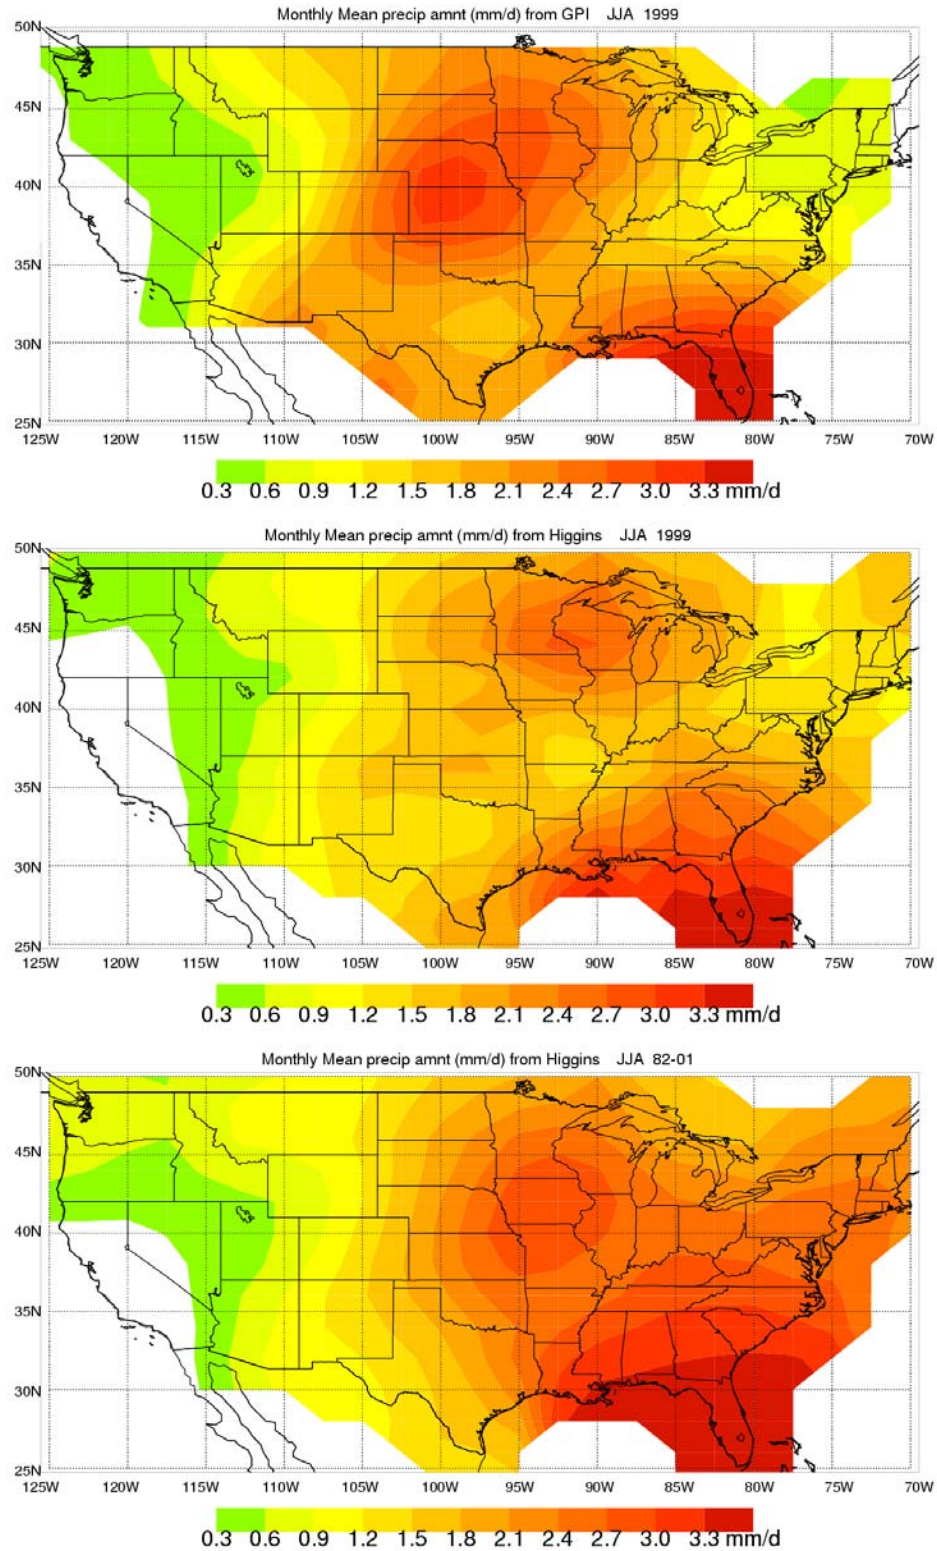 Monthly Mean precip amnt (mm/d) from GPI JJA 1999
50N
45N
40N
35N
30N
25N
125W 120W 115W 110W 105W 100W 95W 90W 85W 80W 75W 70W
0.3 0.6 0.9 1.2 1.5 1.8 2.1 2.4 2.7 3.0 3.3 mm/d
Monthly Mean precip amnt (mm/d) from Higgins JJA 1999
50N
45N
40N
35N
30N
25N
125W 120W 115W 110W 105W 100W 95W 90W 85W 80W 75W 70W
0.3 0.6 0.9 1.2 1.5 1.8 2.1 2.4 2.7 3.0 3.3 mm/d
Monthly Mean precip amnt (mm/d) from Higgins JJA 82-01
50N
45N
40N
35N
30N
25N
125W 120W 115W 110W 105W 100W 95W 90W 85W 80W 75W 70W
0.3 0.6 0.9 1.2 1.5 1.8 2.1 2.4 2.7 3.0 3.3 mm/d